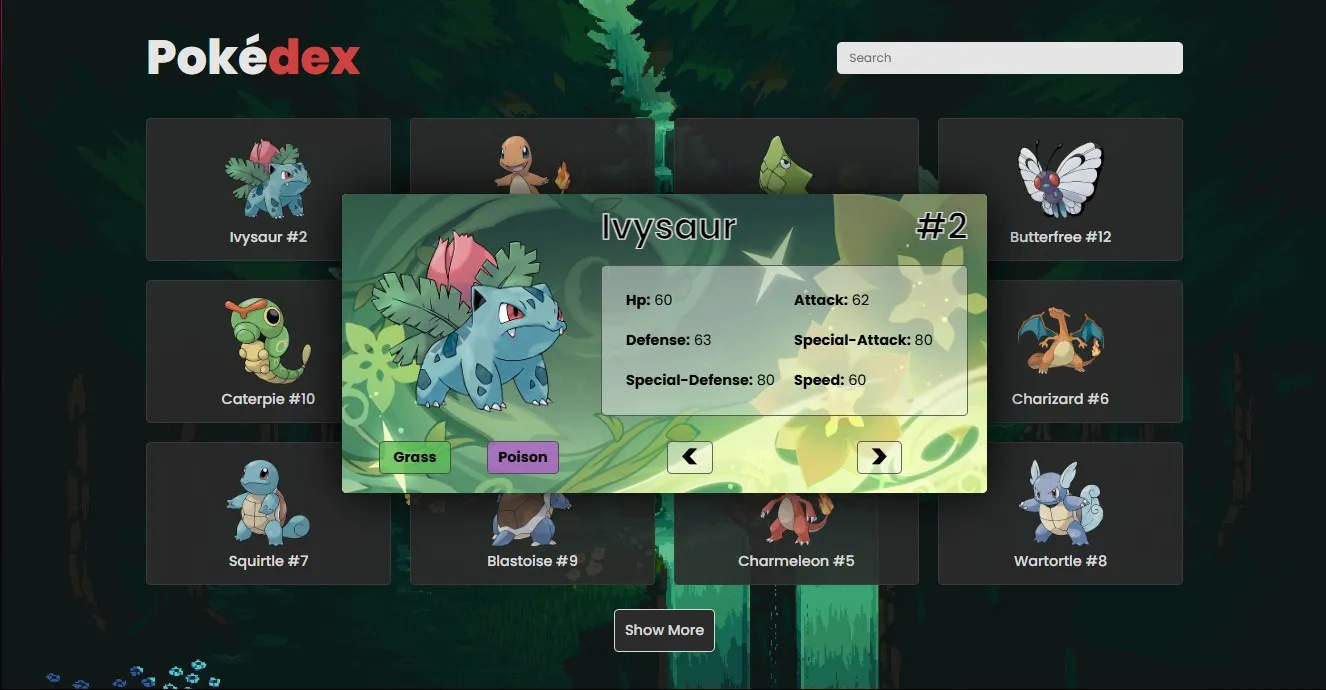 Pokédex
Search
Ivysaur #2
Butterfree #12
Ivysaur
#2
Hp: 60
Attack: 62
Defense: 63
Special-Attack: 80
Special-Defense: 80
Speed: 60
Grass
Poison
Caterpie #10
Charizard #6
Squirtle #7
Blastoise #9
Charmeleon #5
Wartortle #8
Show More